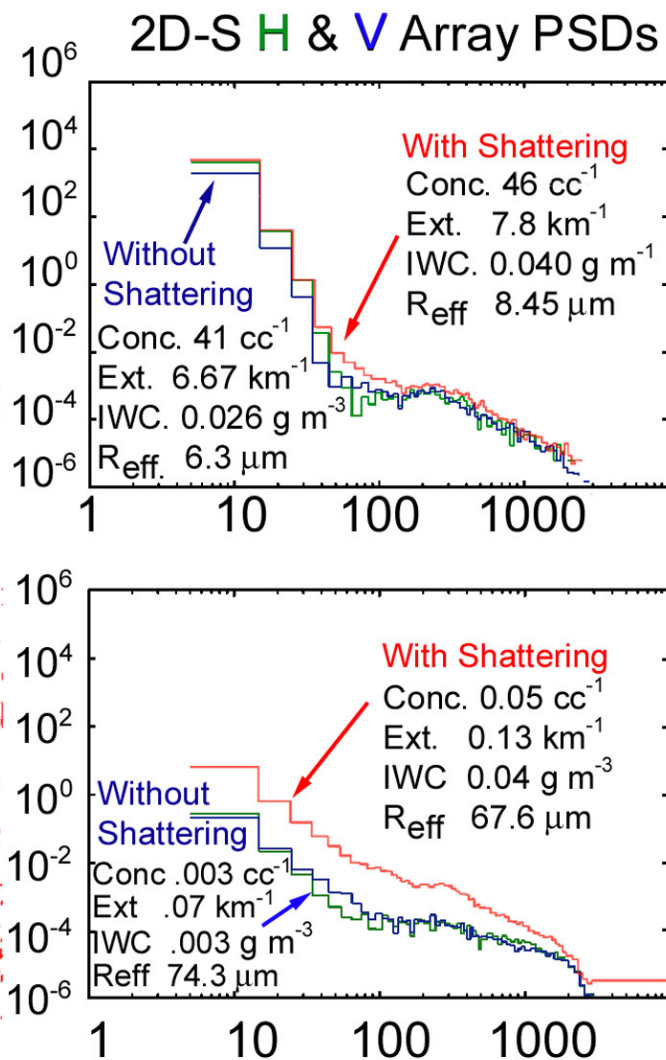 2D-S H & V Array PSDs
10^6
10^4
10^2
10^0
10^-2
10^-4
10^-6
With Shattering
Conc. 46 cc^-1
Ext. 7.8 km^-1
IWC. 0.040 g m^-1
R_eff 8.45 μm
Without
Shattering
Conc. 41 cc^-1
Ext. 6.67 km^-1
IWC. 0.026 g m^-3
R_eff. 6.3 μm
1 10 100 1000
10^6
10^4
10^2
10^0
10^-2
10^-4
10^-6
With Shattering
Conc. 0.05 cc^-1
Ext. 0.13 km^-1
IWC 0.04 g m^-3
R_eff 67.6 μm
Without
Shattering
Conc .003 cc^-1
Ext .07 km^-1
IWC .003 g m^-3
Reff 74.3 μm
1 10 100 1000